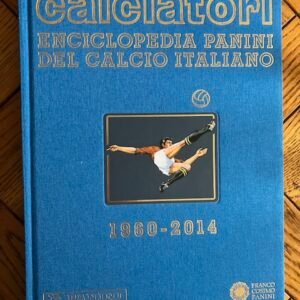 calciatori
ENCICLOPEDIA PANINI
DEL CALCIO ITALIANO
1960-2014
FRANCO
COSIMO
PANINI